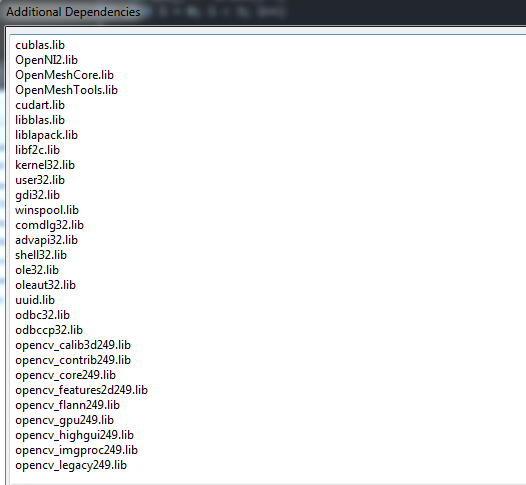 Additional Dependencies
cublas.lib
OpenNI2.lib
OpenMeshCore.lib
OpenMeshTools.lib
cudart.lib
libblas.lib
liblapack.lib
libf2c.lib
kernel32.lib
user32.lib
gdi32.lib
winspool.lib
comdlg32.lib
advapi32.lib
shell32.lib
ole32.lib
oleaut32.lib
uuid.lib
odbc32.lib
odbccp32.lib
opencv_calib3d249.lib
opencv_contrib249.lib
opencv_core249.lib
opencv_features2d249.lib
opencv_flann249.lib
opencv_gpu249.lib
opencv_highgui249.lib
opencv_imgproc249.lib
opencv_legacy249.lib